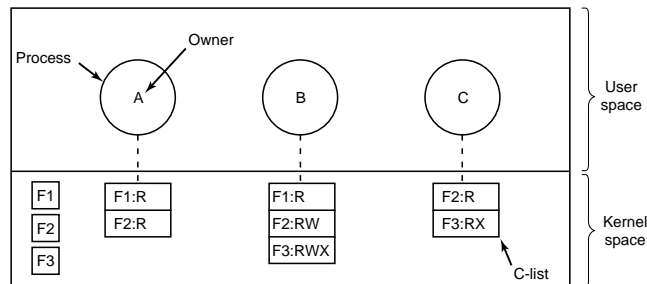 Owner
Process
A
B
C
User
space
F1
F2
F3
F1:R
F2:R
F1:R
F2:RW
F3:RWX
F2:R
F3:RX
C-list
Kernel
space